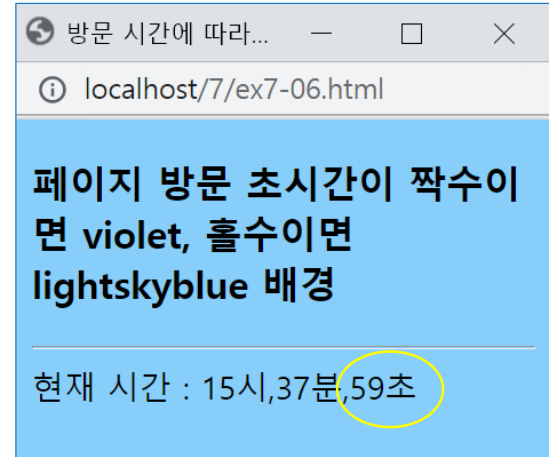 방문 시간에 따라...
localhost/7/ex7-06.html
페이지 방문 초시간이 짝수이
면 violet, 홀수이면
lightskyblue 배경
현재 시간 : 15시,37분,59초